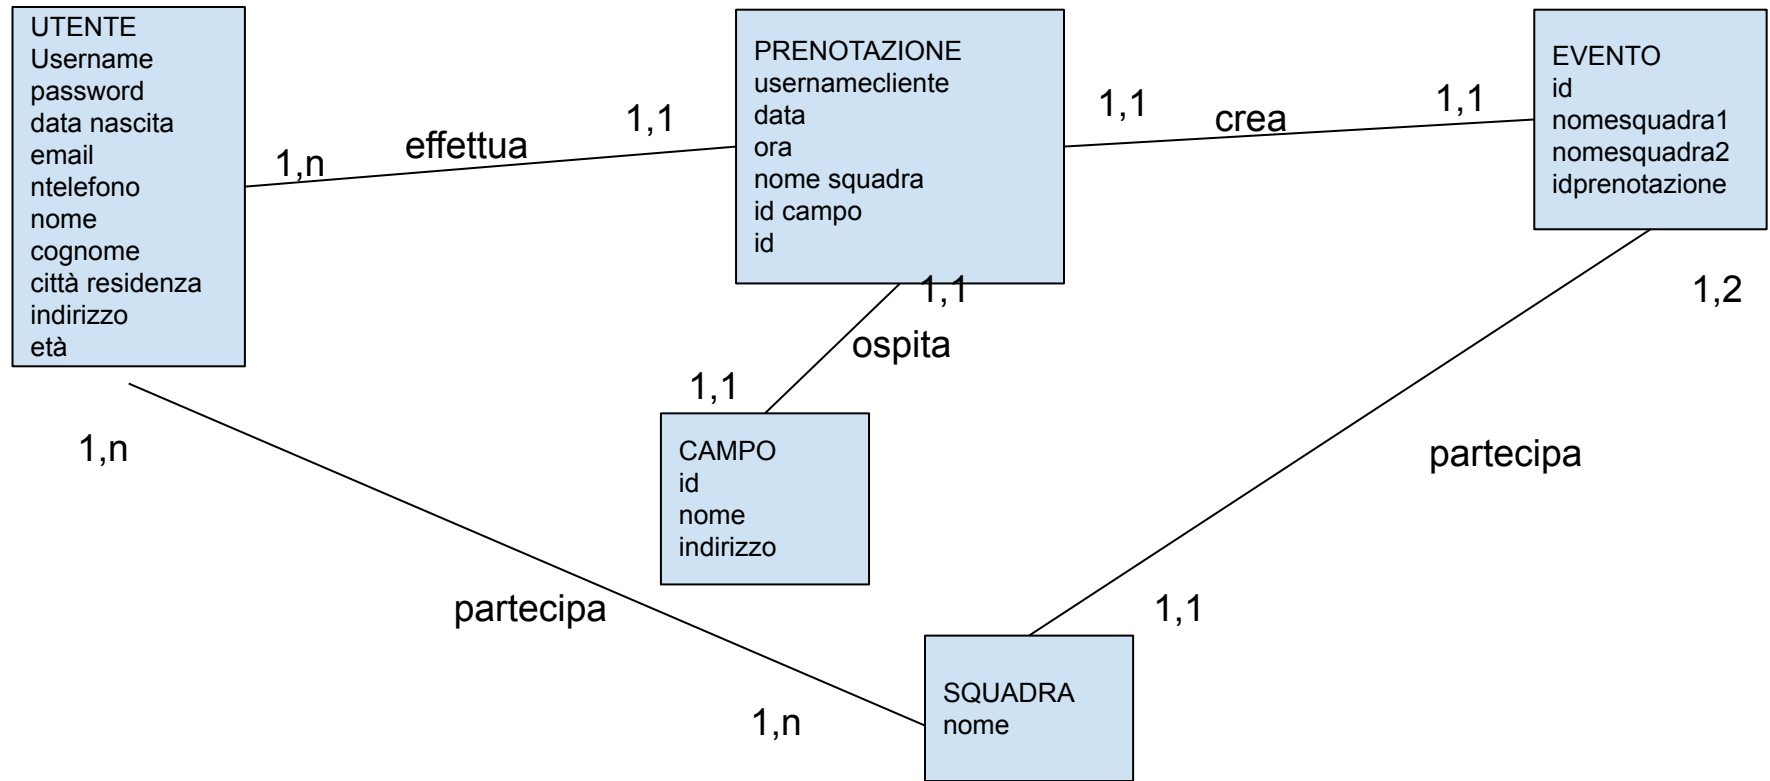 UTENTE
Username
password
data nascita
email
ntelefono
nome
cognome
città residenza
indirizzo
età
1,n
effettua
1,1
PRENOTAZIONE
usernamecliente
data
ora
nome squadra
id campo
id
1,1
crea
1,1
EVENTO
id
nomesquadra1
nomesquadra2
idprenotazione
1,1
ospita
1,1
CAMPO
id
nome
indirizzo
1,2
partecipa
1,1
1,n
partecipa
1,n
SQUADRA
nome